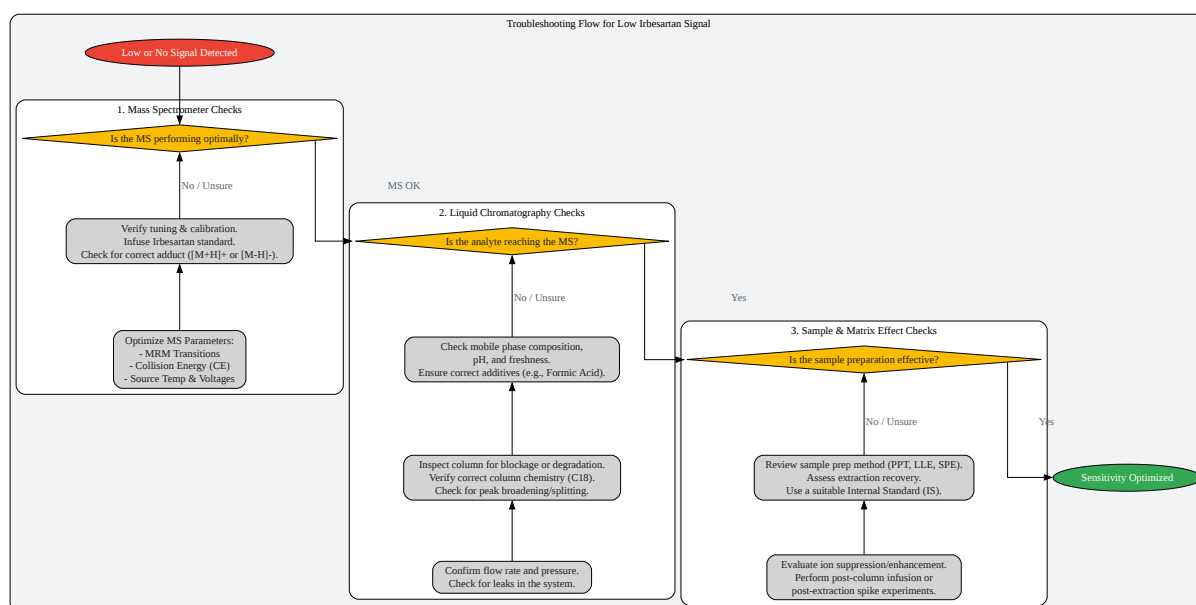 Troubleshooting Flow for Low Irbesartan Signal
Low or No Signal Detected
1. Mass Spectrometer Checks
Is the MS performing optimally?
No / Unsure
Verify tuning & calibration.
Infuse Irbesartan standard.
Check for correct adduct ([M+H]+ or [M-H]-).
Optimize MS Parameters:
- MRM Transitions
- Collision Energy (CE)
- Source Temp & Voltages
MS OK
2. Liquid Chromatography Checks
Is the analyte reaching the MS?
No / Unsure
Check mobile phase composition,
pH, and freshness.
Ensure correct additives (e.g., Formic Acid).
Inspect column for blockage or degradation.
Verify correct column chemistry (C18).
Check for peak broadening/splitting.
Confirm flow rate and pressure.
Check for leaks in the system.
Yes
3. Sample & Matrix Effect Checks
Is the sample preparation effective?
No / Unsure
Review sample prep method (PPT, LLE, SPE).
Assess extraction recovery.
Use a suitable Internal Standard (IS).
Evaluate ion suppression/enhancement.
Perform post-column infusion or
post-extraction spike experiments.
Yes
Sensitivity Optimized